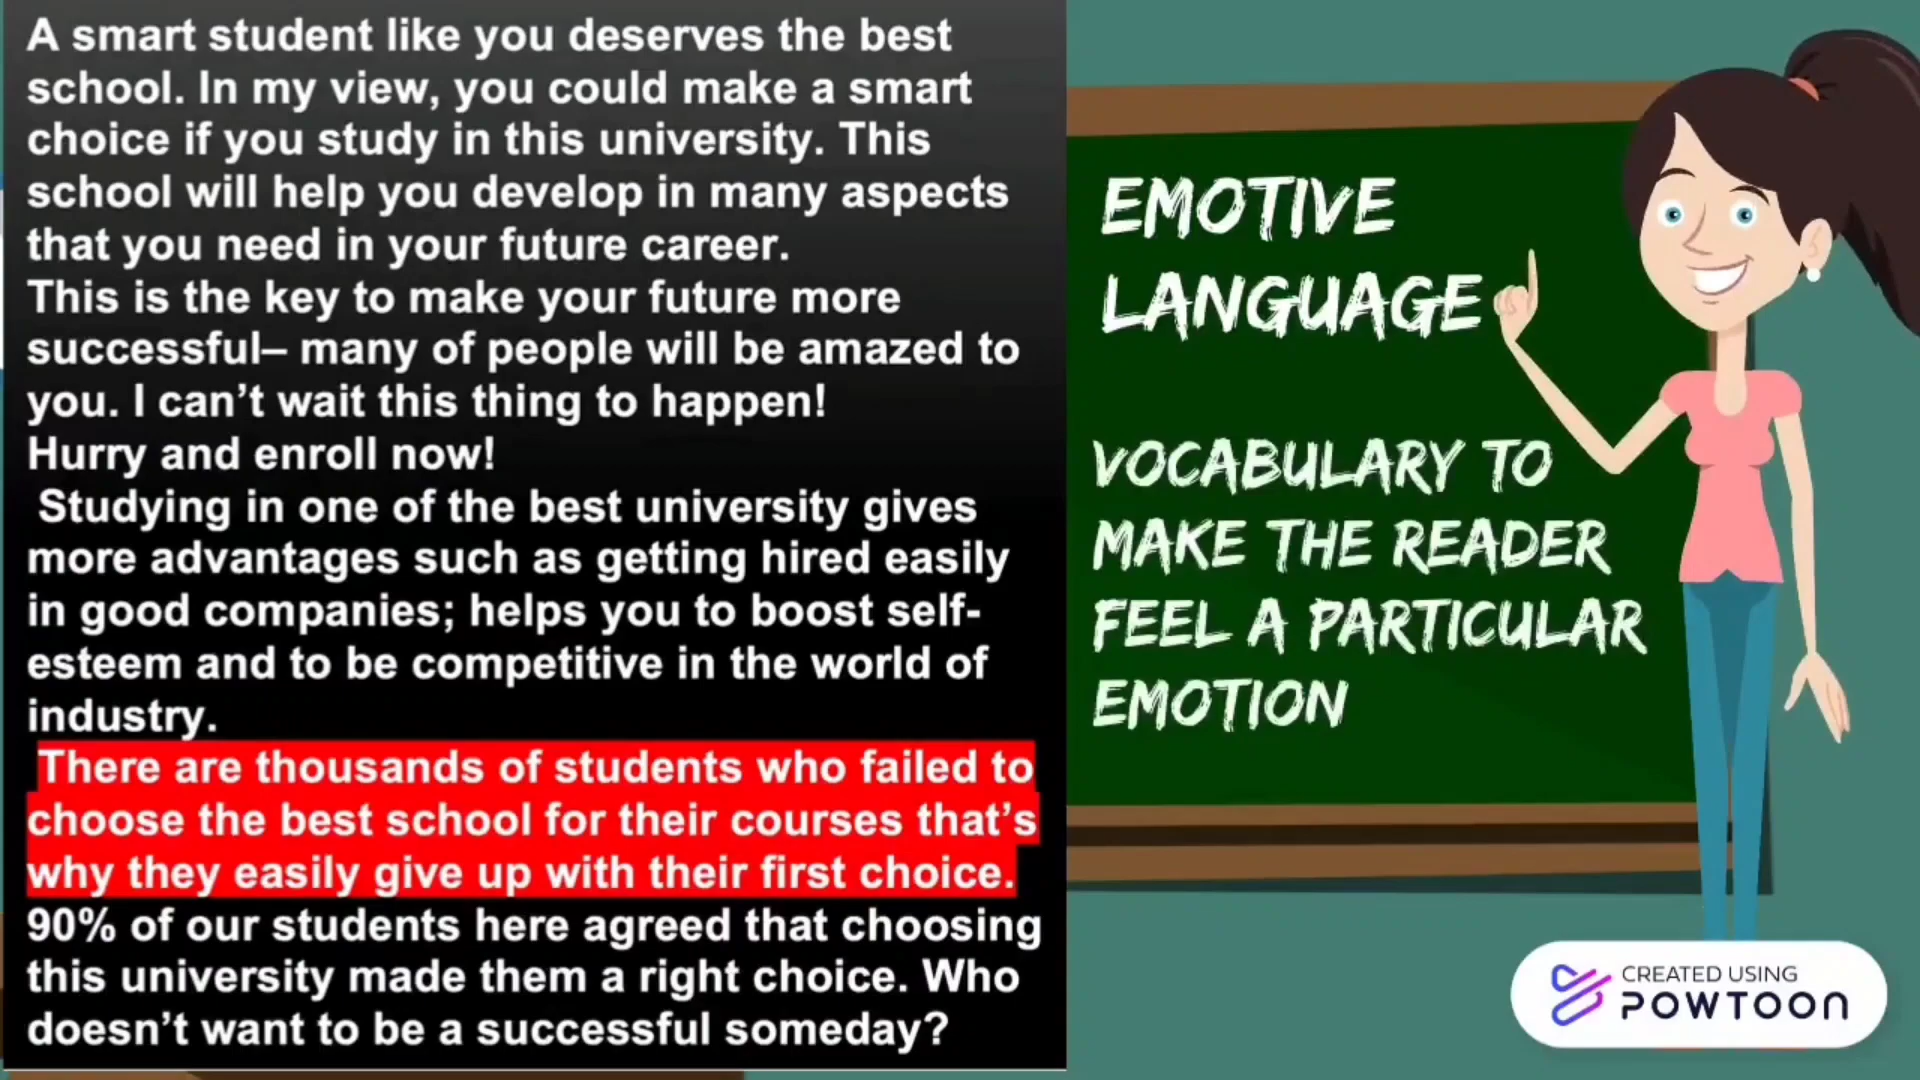 A smart student like you deserves the best
school. In my view, you could make a smart
choice if you study in this university. This
school will help you develop in many aspects
that you need in your future career.
This is the key to make your future more
successful– many of people will be amazed to
you. I can’t wait this thing to happen!
Hurry and enroll now!
Studying in one of the best university gives
more advantages such as getting hired easily
in good companies; helps you to boost self-
esteem and to be competitive in the world of
industry.
There are thousands of students who failed to
choose the best school for their courses that’s
why they easily give up with their first choice.
90% of our students here agreed that choosing
this university made them a right choice. Who
doesn’t want to be a successful someday?
EMOTIVE
LANGUAGE
VOCABULARY TO
MAKE THE READER
FEEL A PARTICULAR
EMOTION
CREATED USING
POWTOON